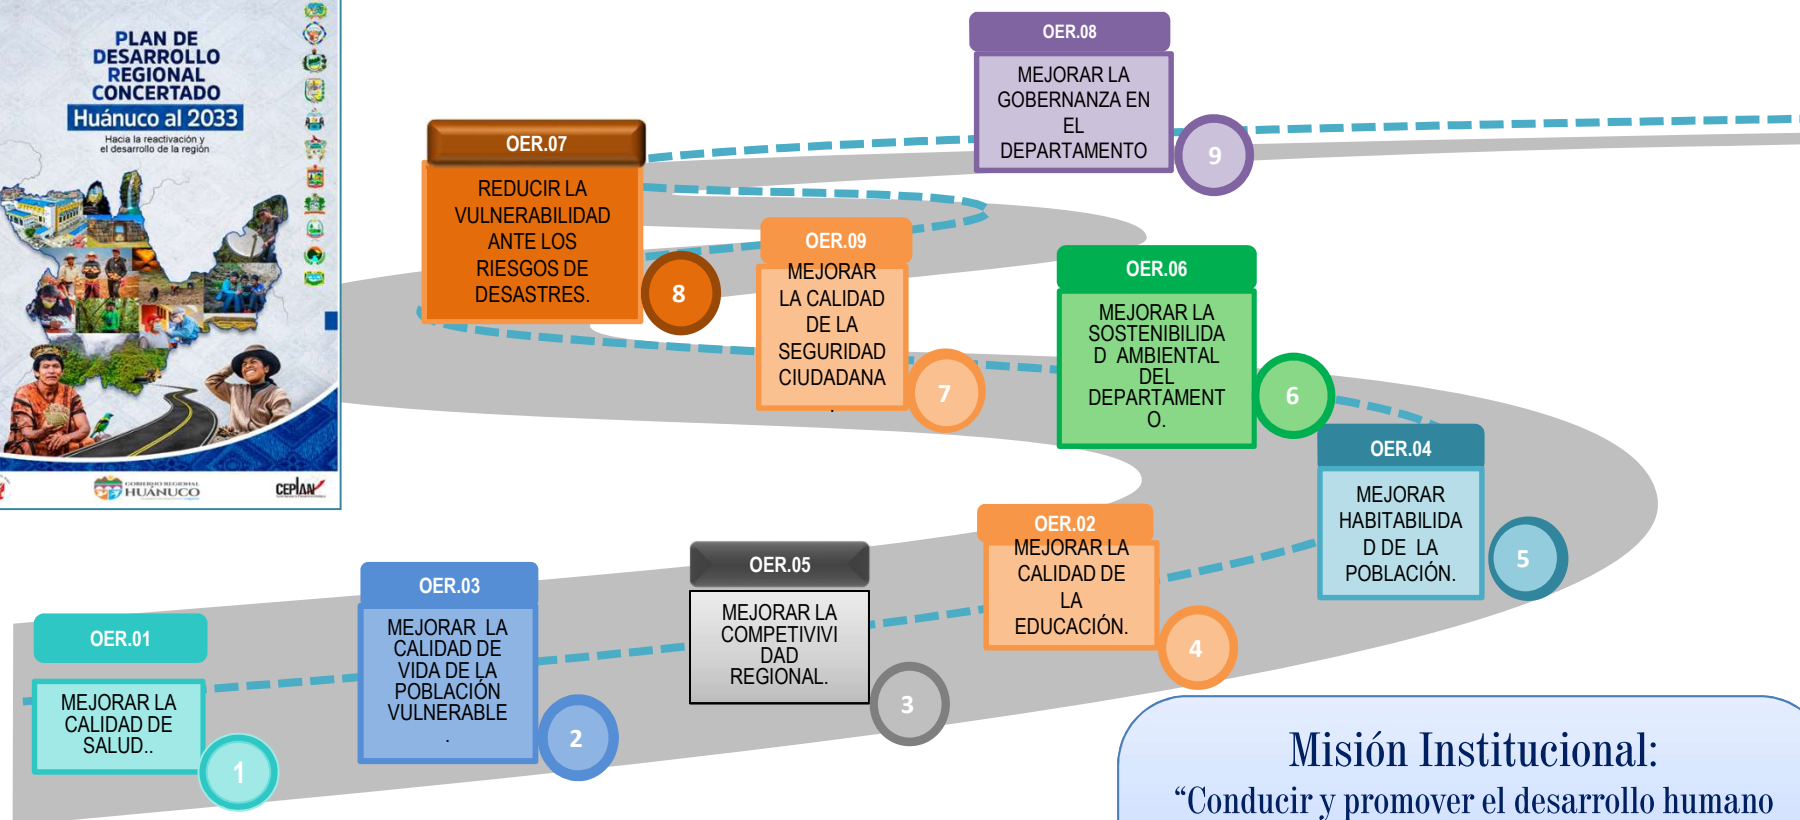 PLAN DE
DESARROLLO
REGIONAL
CONCERTADO
Huánuco al 2033
Hacia la reactivación y
el desarrollo de la región
GOBIERNO REGIONAL
HUÁNUCO
CEPLAN
OER.08
MEJORAR LA
GOBERNANZA EN
EL
DEPARTAMENTO
9
OER.07
REDUCIR LA
VULNERABILIDAD
ANTE LOS
RIESGOS DE
DESASTRES.
8
OER.09
MEJORAR
LA CALIDAD
DE LA
SEGURIDAD
CIUDADANA
.
7
OER.06
MEJORAR LA
SOSTENIBILIDA
D AMBIENTAL
DEL
DEPARTAMENT
O.
6
OER.04
MEJORAR
HABITABILIDA
D DE LA
POBLACIÓN.
5
OER.02
MEJORAR LA
CALIDAD DE
LA
EDUCACIÓN.
4
OER.05
MEJORAR LA
COMPETIVIVI
DAD
REGIONAL.
3
OER.03
MEJORAR LA
CALIDAD DE
VIDA DE LA
POBLACIÓN
VULNERABLE
.
2
OER.01
MEJORAR LA
CALIDAD DE
SALUD..
1
Misión Institucional:
“Conducir y promover el desarrollo humano